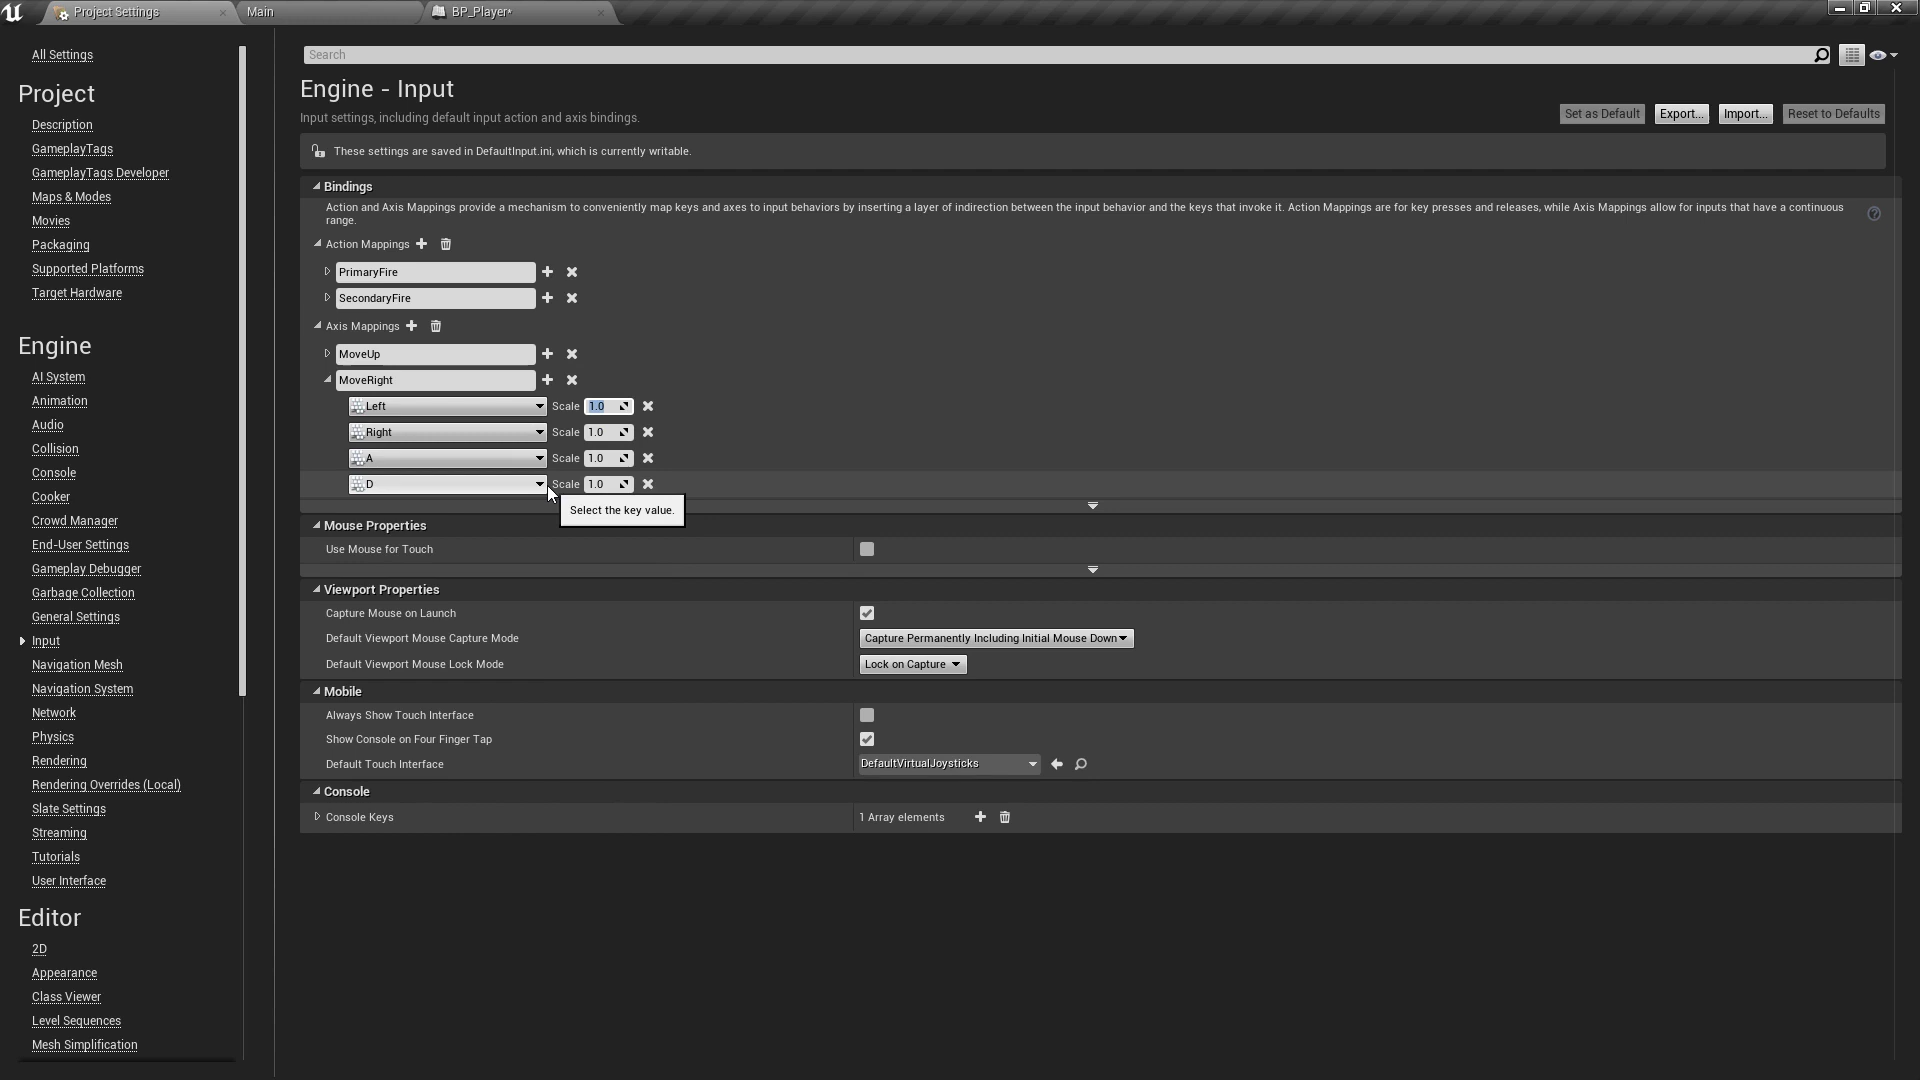 Project Settings
Main
BP_Player*
All Settings
Project
Description
GameplayTags
GameplayTags Developer
Maps & Modes
Movies
Packaging
Supported Platforms
Target Hardware
Engine
AI System
Animation
Audio
Collision
Console
Cooker
Crowd Manager
End-User Settings
Gameplay Debugger
Garbage Collection
General Settings
Input
Navigation Mesh
Navigation System
Network
Physics
Rendering
Rendering Overrides (Local)
Slate Settings
Streaming
Tutorials
User Interface
Editor
2D
Appearance
Class Viewer
Level Sequences
Mesh Simplification
Search
Engine - Input
Input settings, including default input action and axis bindings.
Set as Default
Export...
Import...
Reset to Defaults
These settings are saved in DefaultInput.ini, which is currently writable.
Bindings
Action and Axis Mappings provide a mechanism to conveniently map keys and axes to input behaviors by inserting a layer of indirection between the input behavior and the keys that invoke it. Action Mappings are for key presses and releases, while Axis Mappings allow for inputs that have a continuous
range.
Action Mappings
PrimaryFire
SecondaryFire
Axis Mappings
MoveUp
MoveRight
Left Scale 1.0
Right Scale 1.0
A Scale 1.0
D Scale 1.0
Select the key value.
Mouse Properties
Use Mouse for Touch
Viewport Properties
Capture Mouse on Launch
Default Viewport Mouse Capture Mode Capture Permanently Including Initial Mouse Down
Default Viewport Mouse Lock Mode Lock on Capture
Mobile
Always Show Touch Interface
Show Console on Four Finger Tap
Default Touch Interface DefaultVirtualJoysticks
Console
Console Keys 1 Array elements